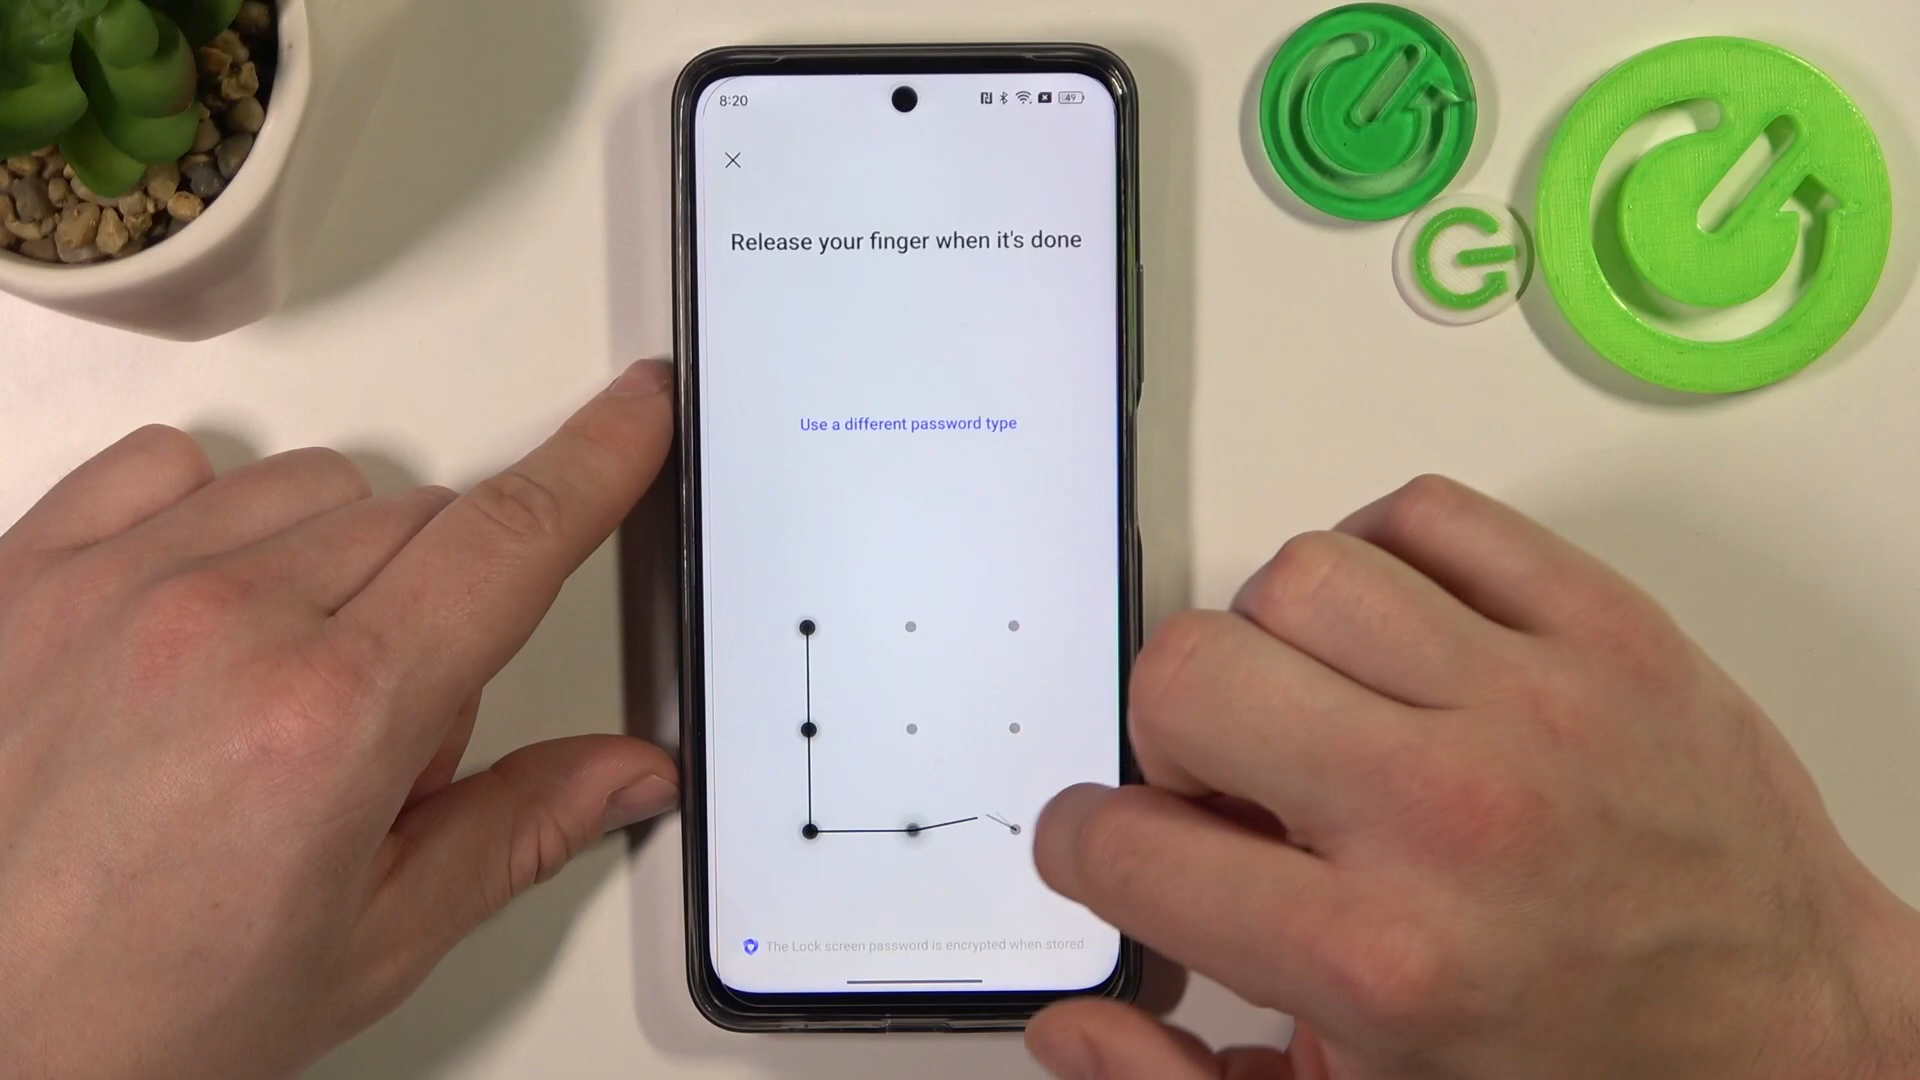 8:20
49
Release your finger when it's done
Use a different password type
The Lock screen password is encrypted when stored